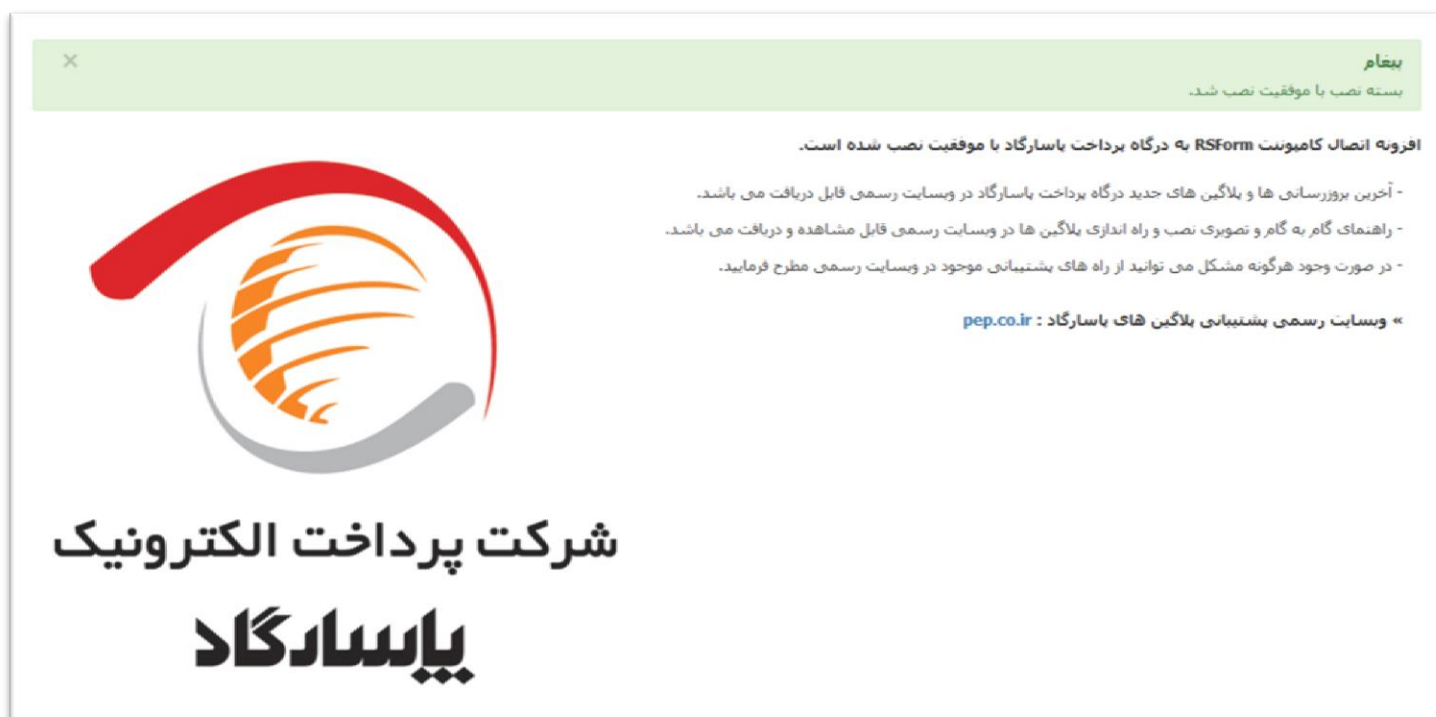 پیغام
بسته نصب با موفقیت نصب شد.
افزونه اتصال کامپوننت RSForm به درگاه پرداخت پاسارگاد با موفقیت نصب شده است.
- آخرین بروزرسانی ها و پلاگین های جدید درگاه پرداخت پاسارگاد در وبسایت رسمی قابل دریافت می باشد.
- راهنمای گام به گام و تصویری نصب و راه اندازی پلاگین ها در وبسایت رسمی قابل مشاهده و دریافت می باشد.
- در صورت وجود هرگونه مشکل می توانید از راه های پشتیبانی موجود در وبسایت رسمی مطرح فرمایید.
» وبسایت رسمی پشتیبانی پلاگین های پاسارگاد : pep.co.ir
شرکت پرداخت الکترونیک
پاسارگاد